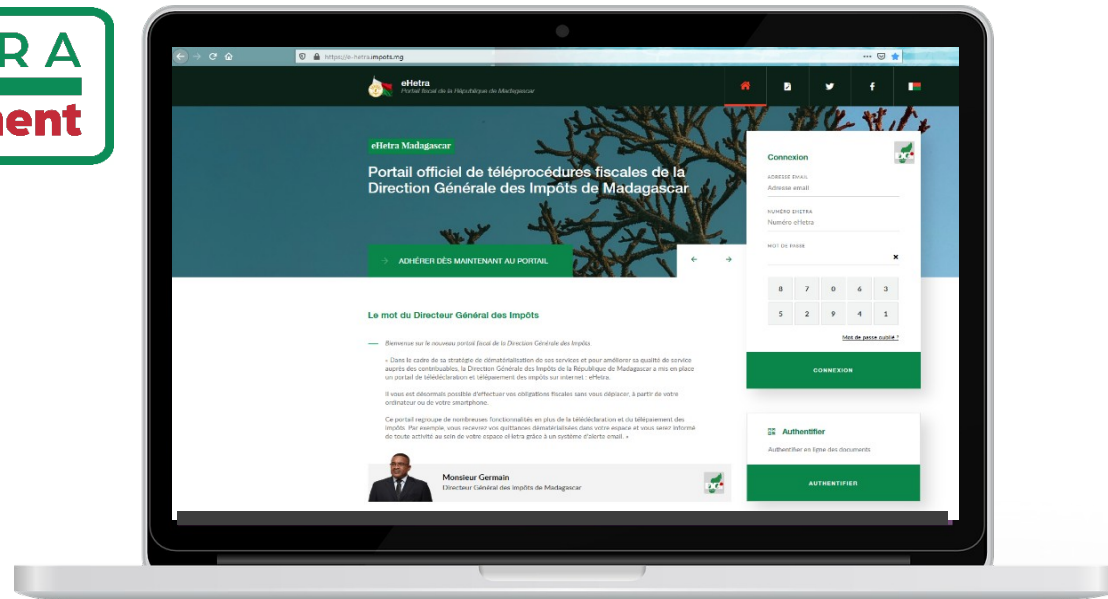 R A
ment
https://e-hetra.impots.mg
eHetra
Portail fiscal de la République de Madagascar
eHetra Madagascar
Portail officiel de téléprocédures fiscales de la
Direction Générale des Impôts de Madagascar
→ ADHÉRER DÈS MAINTENANT AU PORTAIL
Connexion
ADRESSE EMAIL
Adresse email
NUMÉRO EHETRA
Numéro eHetra
MOT DE PASSE
8 7 0 6 3
5 2 9 4 1
Mot de passe oublié ?
CONNEXION
Le mot du Directeur Général des Impôts
Bienvenue sur le nouveau portail fiscal de la Direction Générale des Impôts.
« Dans le cadre de sa stratégie de dématérialisation de ses services et pour améliorer sa qualité de service
auprès des contribuables, la Direction Générale des Impôts de la République de Madagascar a mis en place
un portail de télédéclaration et télépaiement des impôts sur internet : eHetra.
Il vous est désormais possible d'effectuer vos obligations fiscales sans vous déplacer, à partir de votre
ordinateur ou de votre smartphone.
Ce portail regroupe de nombreuses fonctionnalités en plus de la télédéclaration et du télépaiement des
impôts. Par exemple, vous recevrez vos quittances dématérialisées dans votre espace et vous serez informé
de toute activité au sein de votre espace eHetra grâce à un système d'alerte email. »
Monsieur Germain
Directeur Général des Impôts de Madagascar
Authentifier
Authentifier en ligne des documents
AUTHENTIFIER